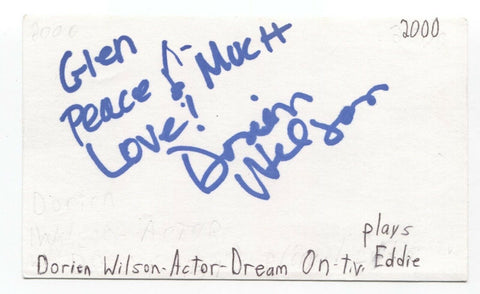 2000
Glen
Peace & Much
Love!
Dorien
Wilson
plays
Dorien Wilson-Actor-Dream On-t.v. Eddie